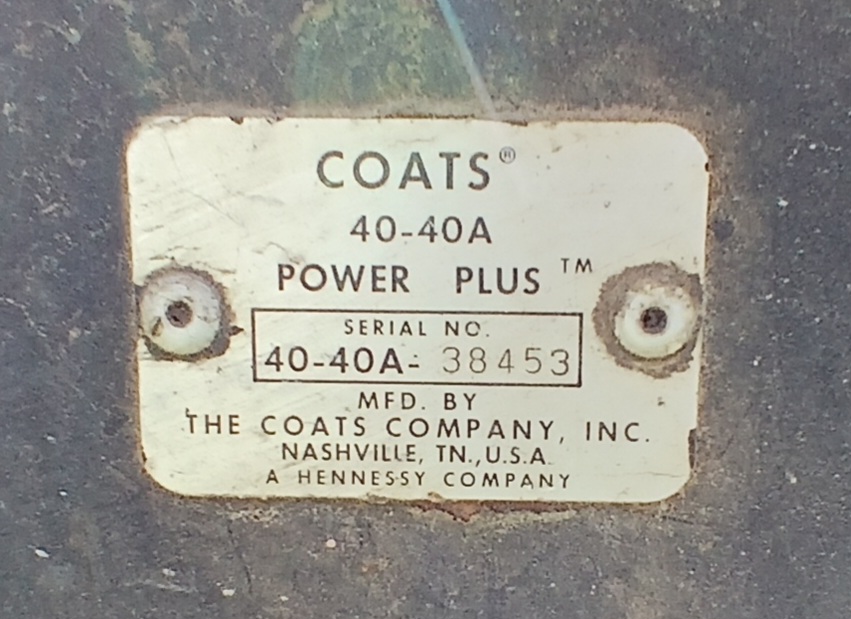 COATS®
40-40A
POWER PLUS™
SERIAL NO.
40-40A- 38453
MFD. BY
THE COATS COMPANY, INC.
NASHVILLE, TN., U.S.A.
A HENNESSY COMPANY